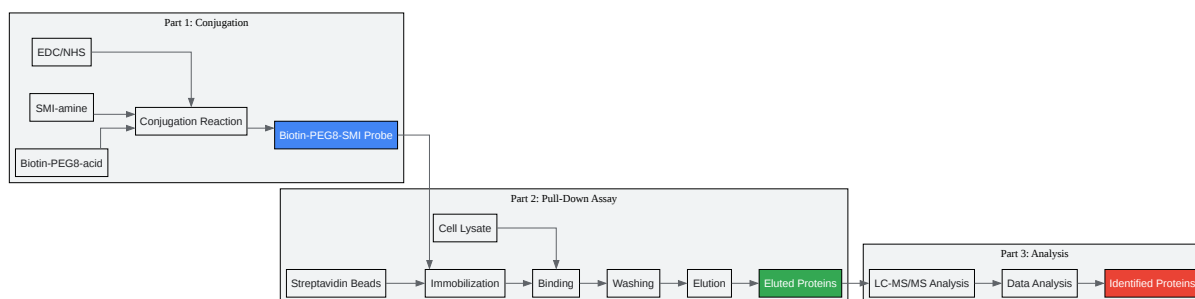 Part 1: Conjugation
EDC/NHS
SMI-amine
Conjugation Reaction
Biotin-PEG8-SMI Probe
Biotin-PEG8-acid
Part 2: Pull-Down Assay
Cell Lysate
Streptavidin Beads
Immobilization
Binding
Washing
Elution
Eluted Proteins
Part 3: Analysis
LC-MS/MS Analysis
Data Analysis
Identified Proteins